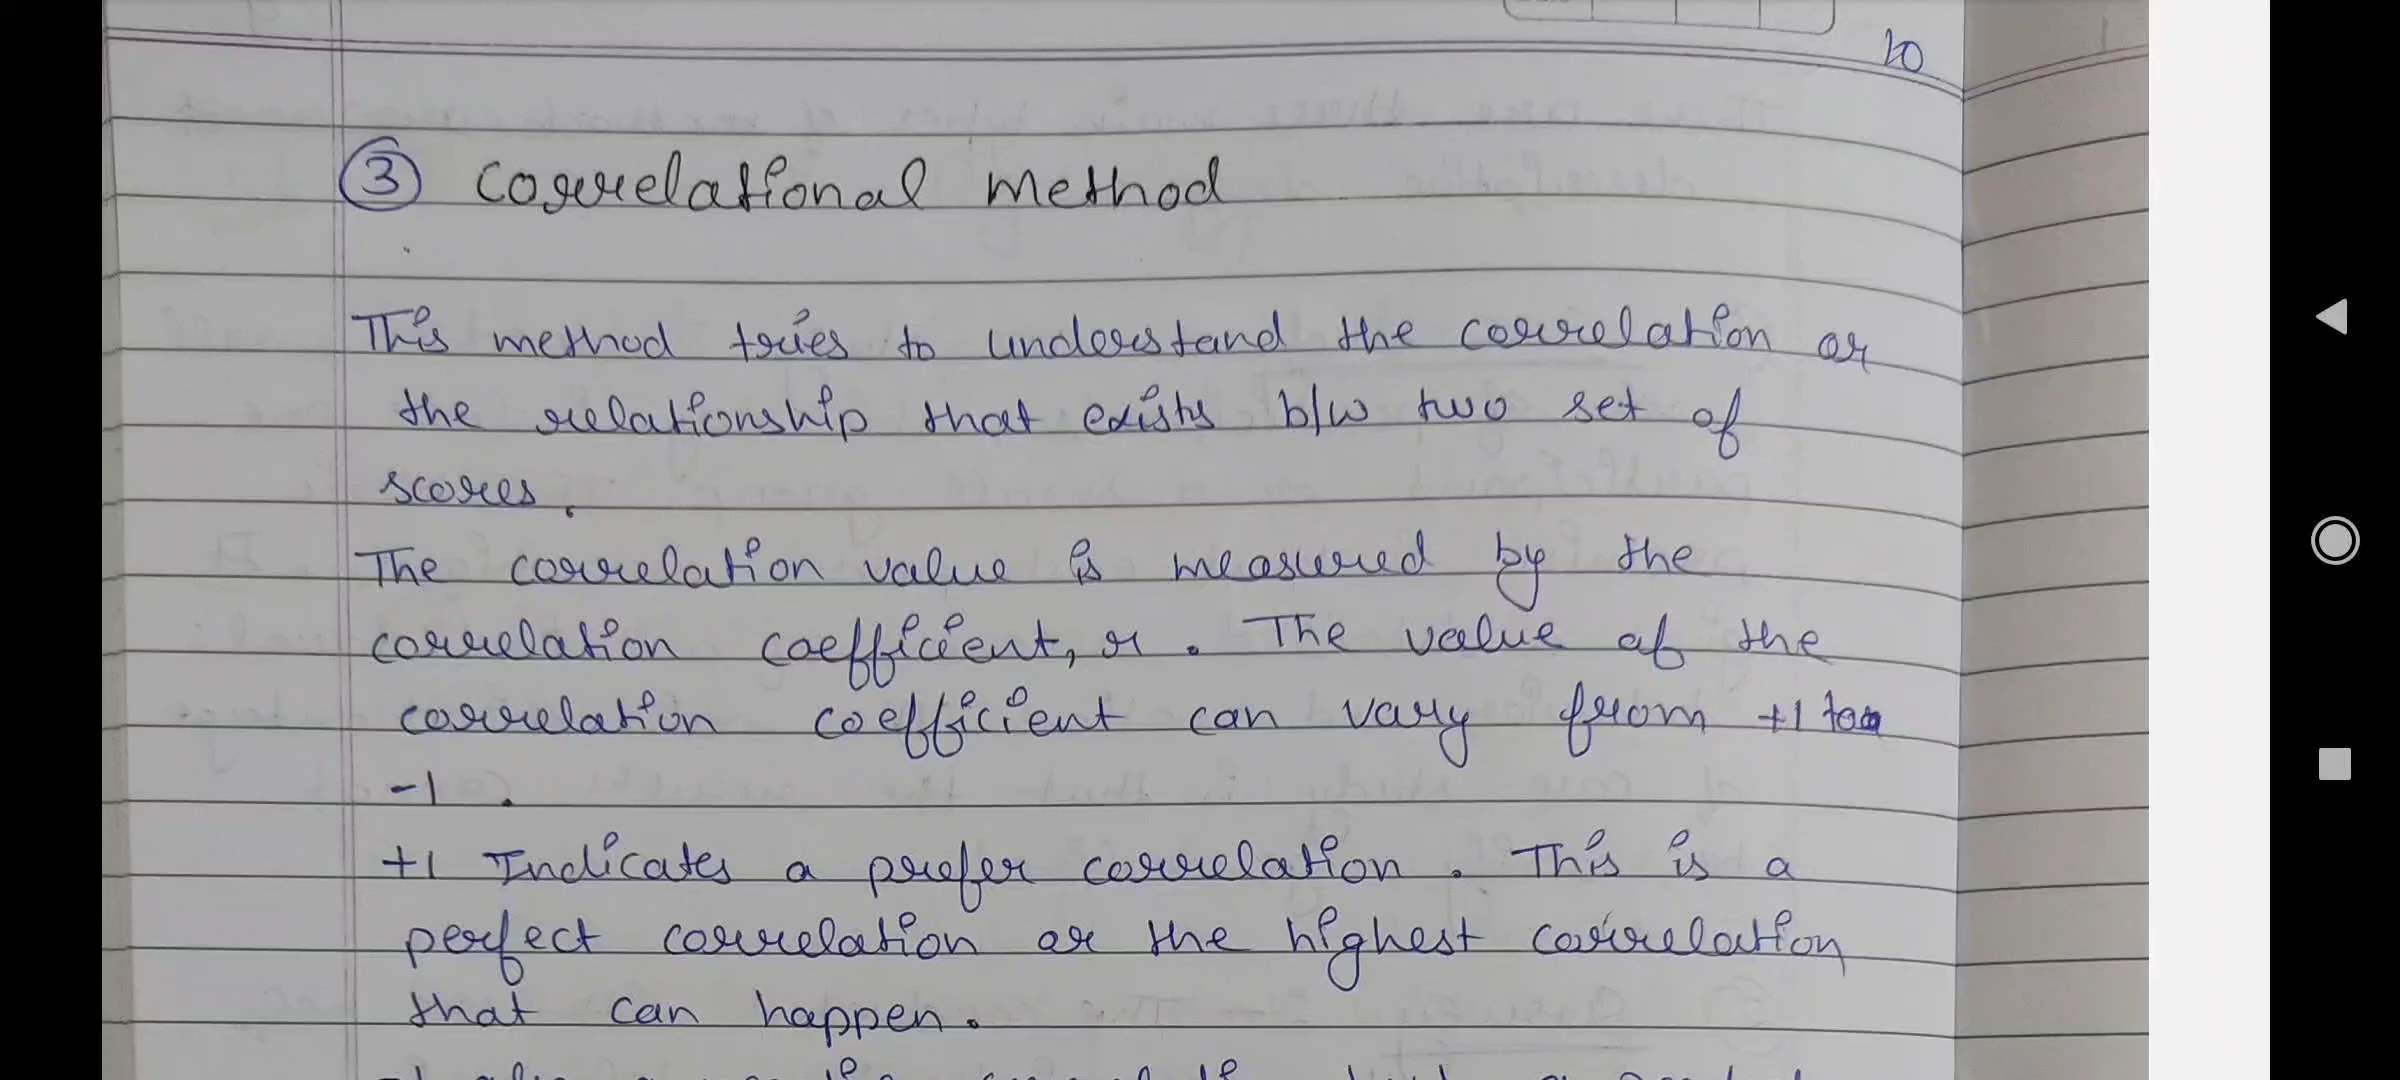 10
3 Correlational Method
This method tries to understand the correlation or
the relationship that exists b/w two set of
scores.
The correlation value is measured by the
correlation coefficient, r. The value of the
correlation coefficient can vary from +1 to
-1.
+1 Indicates a prefer correlation. This is a
perfect correlation or the highest correlation
that can happen.